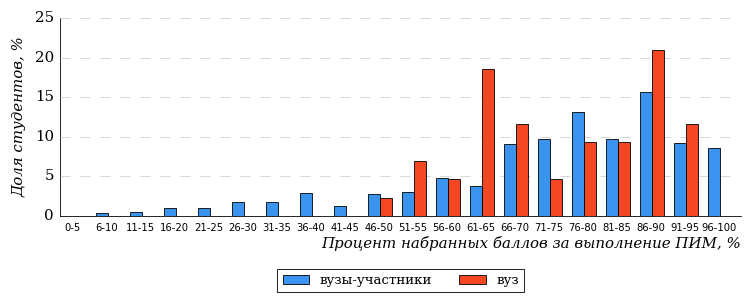 25
20
15
10
5
0
Доля студентов, %
0-5 6-10 11-15 16-20 21-25 26-30 31-35 36-40 41-45 46-50 51-55 56-60 61-65 66-70 71-75 76-80 81-85 86-90 91-95 96-100
Процент набранных баллов за выполнение ПИМ, %
вузы-участники вуз